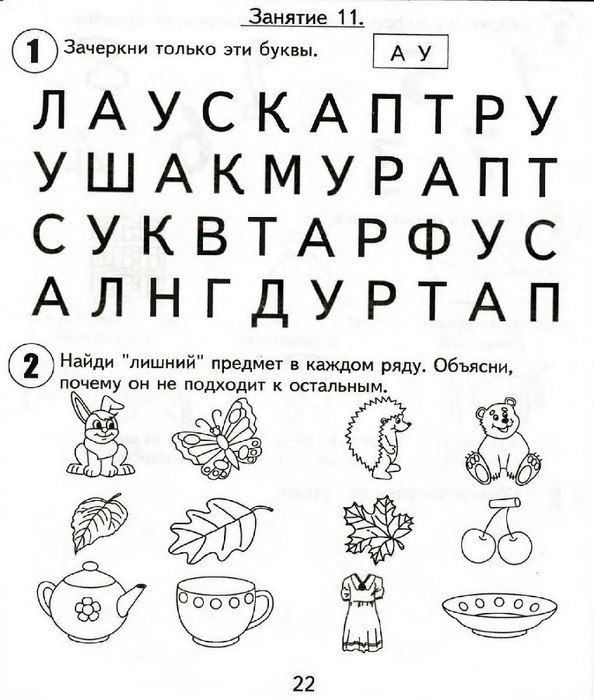 Занятие 11.
1 Зачеркни только эти буквы. А У
Л А У С К А П Т Р У
У Ш А К М У Р А П Т
С У К В Т А Р Ф У С
А Л Н Г Д У Р Т А П
2 Найди "лишний" предмет в каждом ряду. Объясни,
почему он не подходит к остальным.
22